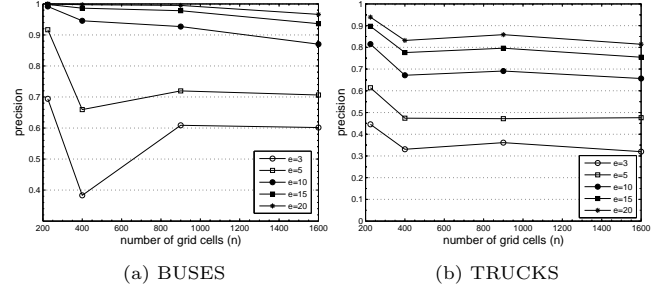 1
0.9
0.8
0.7
0.6
0.5
0.4
precision
200 400 600 800 1000 1200 1400 1600
number of grid cells (n)
e=3
e=5
e=10
e=15
e=20
(a) BUSES
1
0.9
0.8
0.7
0.6
0.5
0.4
0.3
0.2
0.1
0
precision
200 400 600 800 1000 1200 1400 1600
number of grid cells (n)
e=3
e=5
e=10
e=15
e=20
(b) TRUCKS